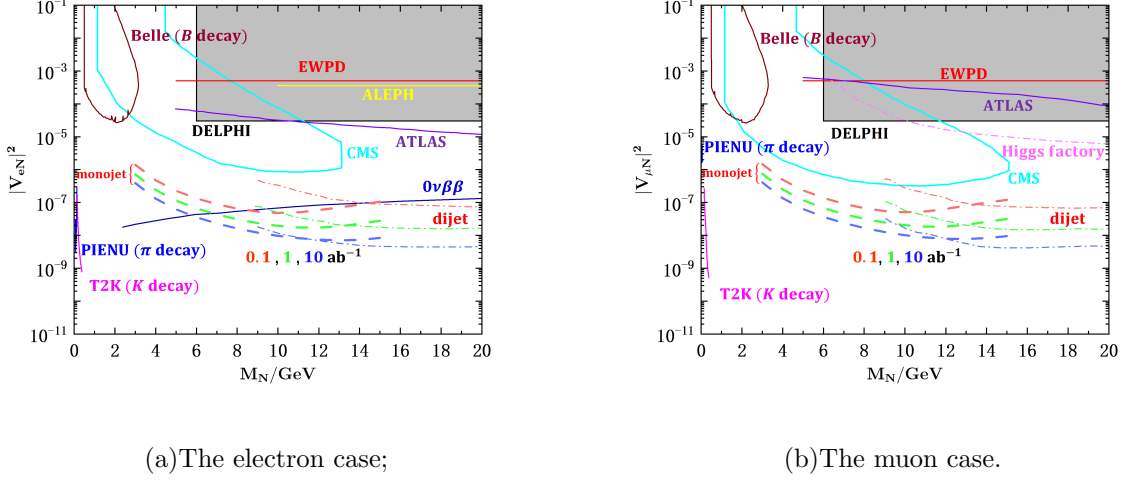 10⁻¹
10⁻³
10⁻⁵
10⁻⁷
10⁻⁹
10⁻¹¹
|V_{eN}|²
Belle (B decay)
EWPD
ALEPH
DELPHI
ATLAS
CMS
monojet
0νββ
dijet
PIENU (π decay)
0.1, 1, 10 ab⁻¹
T2K (K decay)
0 2 4 6 8 10 12 14 16 18 20
M_N/GeV
(a)The electron case;
10⁻¹
10⁻³
10⁻⁵
10⁻⁷
10⁻⁹
10⁻¹¹
|V_{μN}|²
Belle (B decay)
EWPD
ATLAS
DELPHI
PIENU (π decay)
Higgs factory
monojet
CMS
dijet
0.1, 1, 10 ab⁻¹
T2K (K decay)
0 2 4 6 8 10 12 14 16 18 20
M_N/GeV
(b)The muon case.